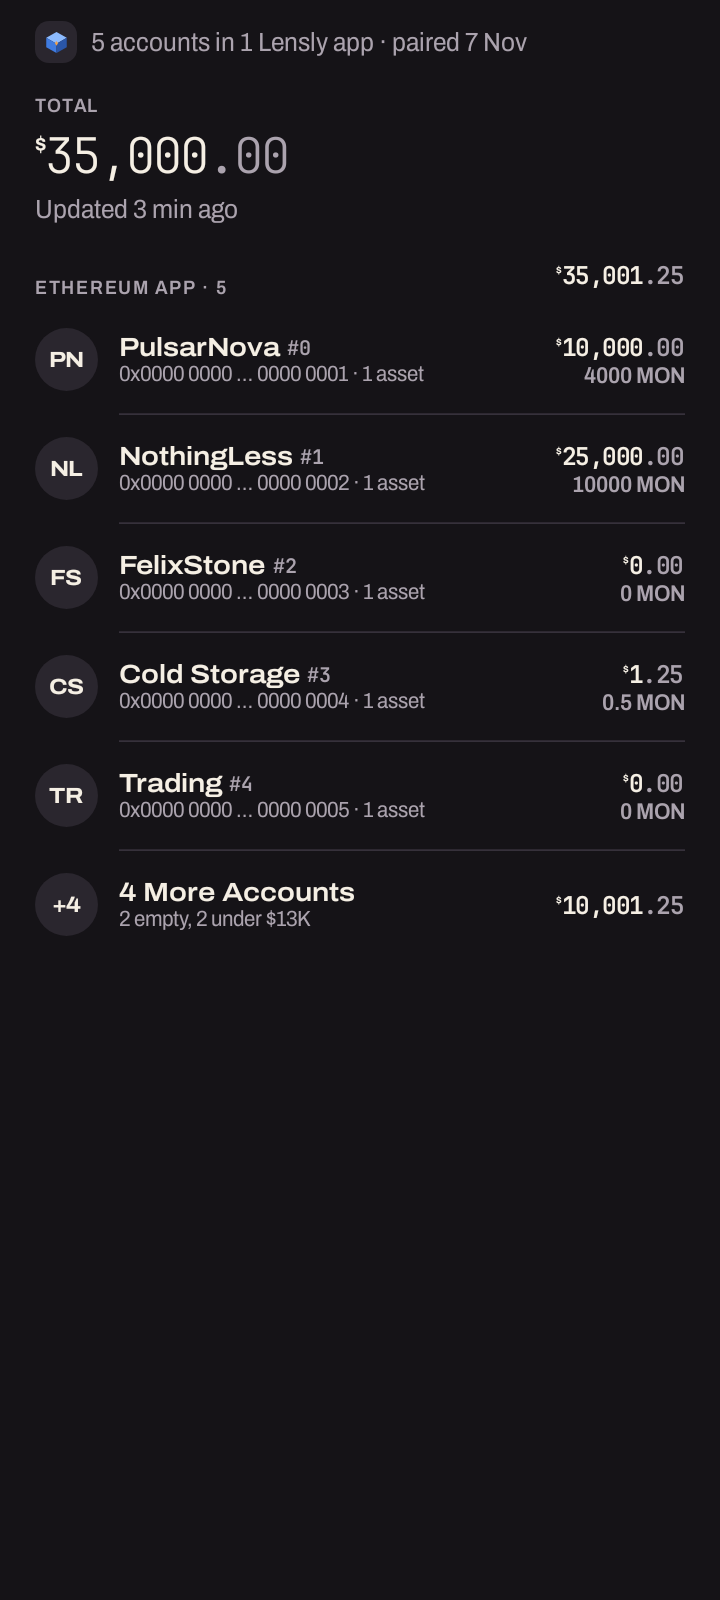 5 accounts in 1 Lensly app · paired 7 Nov
TOTAL
$35,000.00
Updated 3 min ago
ETHEREUM APP · 5
$35,001.25
PN
PulsarNova #0
$10,000.00
0x0000 0000 … 0000 0001 · 1 asset
4000 MON
NL
NothingLess #1
$25,000.00
0x0000 0000 … 0000 0002 · 1 asset
10000 MON
FS
FelixStone #2
$0.00
0x0000 0000 … 0000 0003 · 1 asset
0 MON
CS
Cold Storage #3
$1.25
0x0000 0000 … 0000 0004 · 1 asset
0.5 MON
TR
Trading #4
$0.00
0x0000 0000 … 0000 0005 · 1 asset
0 MON
+4
4 More Accounts
2 empty, 2 under $13K
$10,001.25